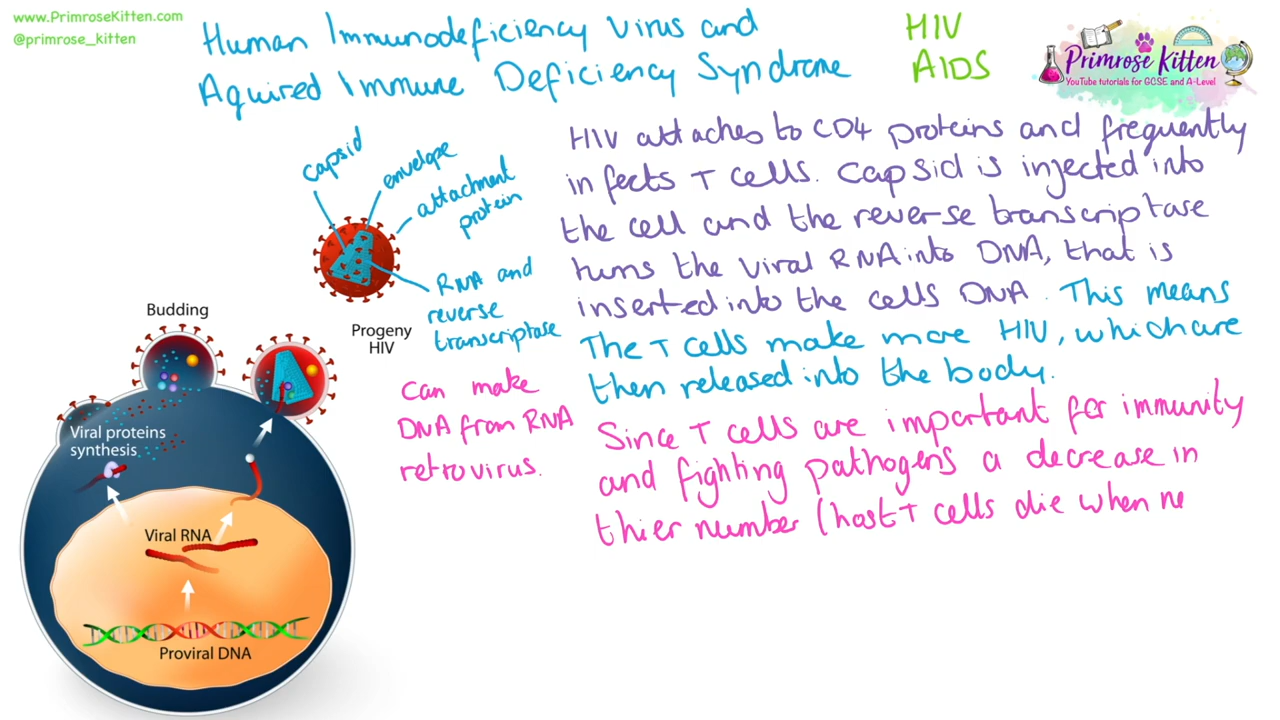 www.PrimroseKitten.com
@primrose_kitten
Human Immunodeficiency Virus and
Aquired Immune Deficiency Syndrome
HIV
AIDS
Primrose Kitten
YouTube tutorials for GCSE and A-Level
capsid
envelope
attachment
protein
RNA and
reverse
transcriptase
Progeny
HIV
Budding
Viral proteins
synthesis
Viral RNA
Proviral DNA
can make
DNA from RNA
retrovirus.
HIV attaches to CD4 proteins and frequently
infects T cells. Capsid is injected into
the cell and the reverse transcriptase
turns the viral RNA into DNA, that is
inserted into the cells DNA. This means
The T cells make more HIV, which are
then released into the body.
Since T cells are important for immunity
and fighting pathogens a decrease in
thier number (host T cells die when